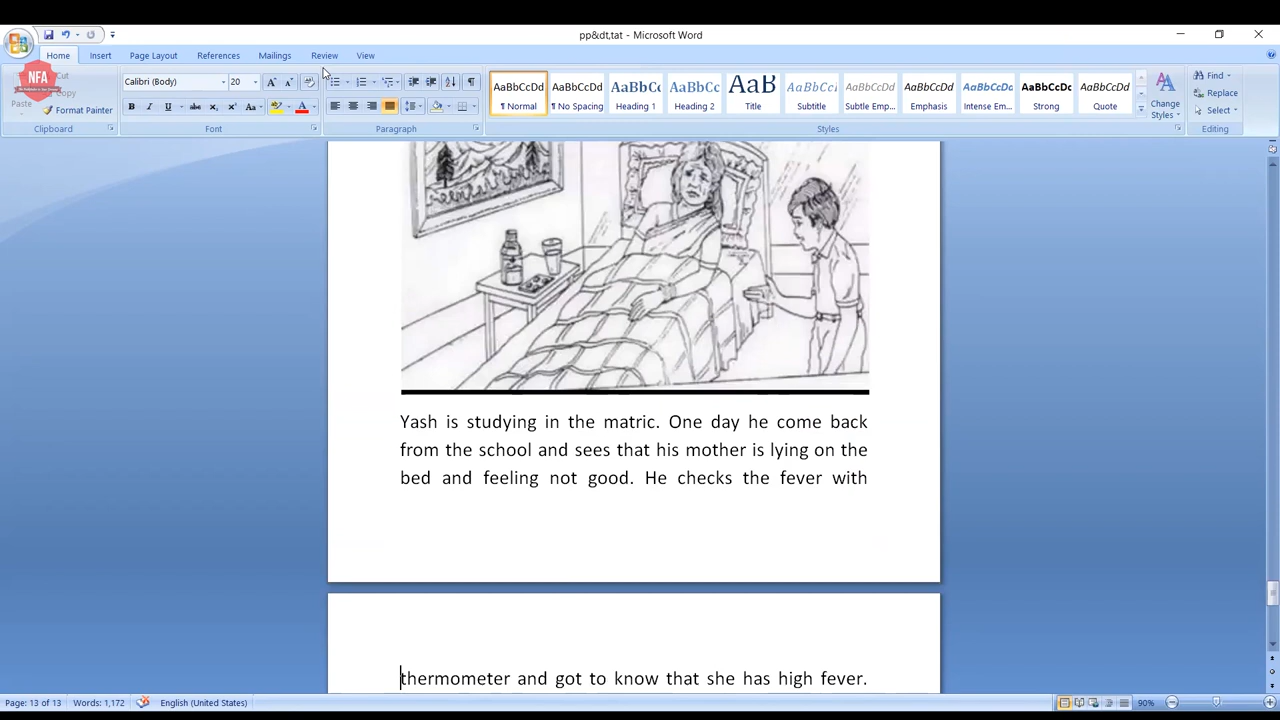 pp&dt,tat - Microsoft Word
Home Insert Page Layout References Mailings Review View
NFA
Cut
Copy
Paste
Format Painter
Clipboard
Calibri (Body) 20
Font
Paragraph
AaBbCcDd AaBbCcDd AaBbC AaBbCc AaB AaBbCcI AaBbCcDd AaBbCcDd AaBbCcDd AaBbCcDd AaBbCcDd
¶ Normal ¶ No Spacing Heading 1 Heading 2 Title Subtitle Subtle Emp... Emphasis Intense Em... Strong Quote
Styles
Change Styles
Find
Replace
Select
Editing
Yash is studying in the matric. One day he come back
from the school and sees that his mother is lying on the
bed and feeling not good. He checks the fever with
thermometer and got to know that she has high fever.
Page: 13 of 13 Words: 1,172 English (United States) 90%